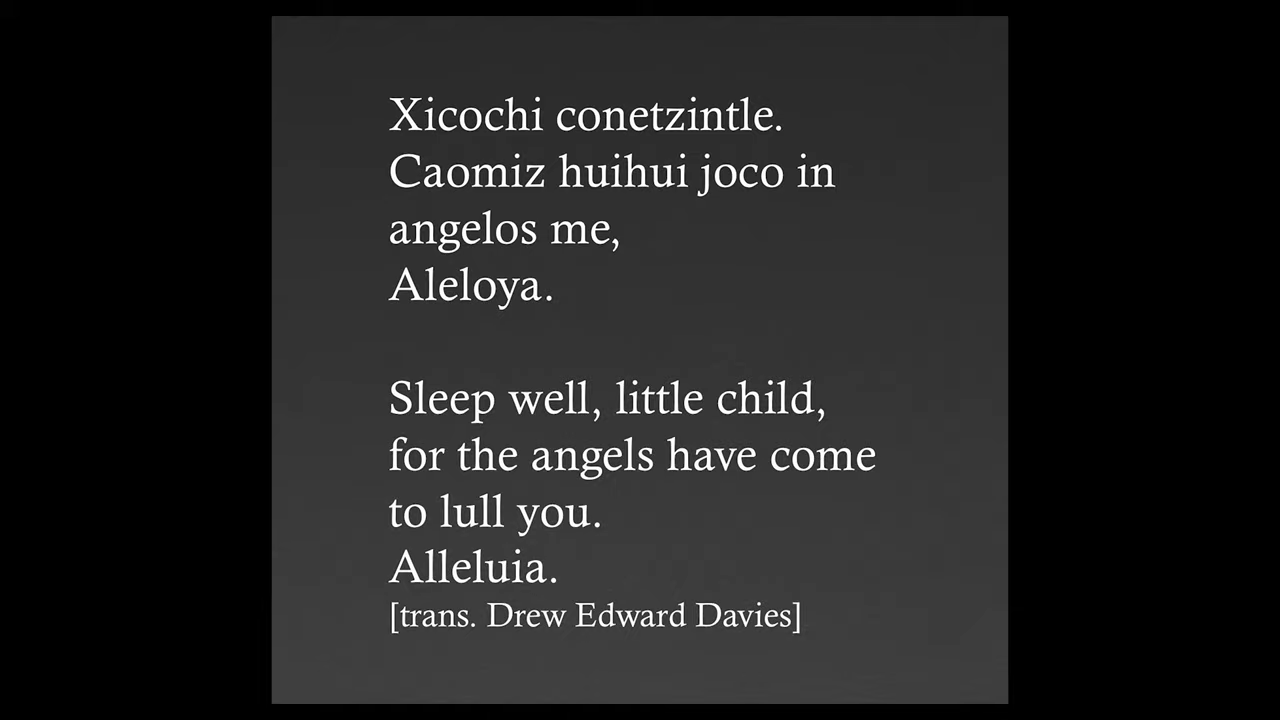 Xicochi conetzintle.
Caomiz huihui joco in
angelos me,
Aleloya.
Sleep well, little child,
for the angels have come
to lull you.
Alleluia.
[trans. Drew Edward Davies]